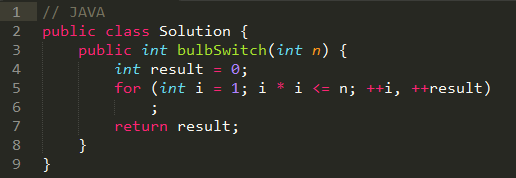 1 // JAVA
2 public class Solution {
3     public int bulbSwitch(int n) {
4         int result = 0;
5         for (int i = 1; i * i <= n; ++i, ++result)
6             ;
7         return result;
8     }
9 }